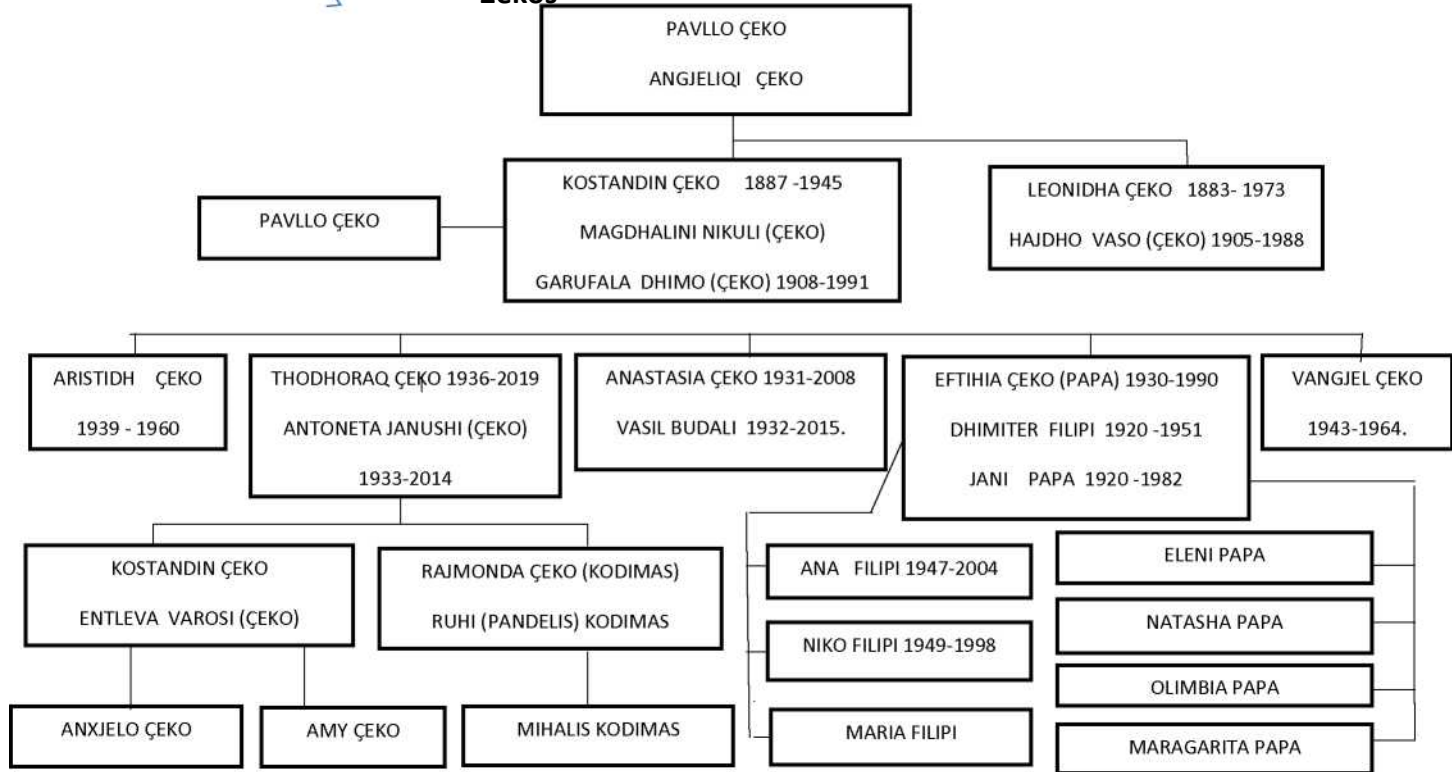 PAVLLO ÇEKO
ANGJELIQI ÇEKO
PAVLLO ÇEKO
KOSTANDIN ÇEKO 1887 -1945
MAGDHALINI NIKULI (ÇEKO)
GARUFALA DHIMO (ÇEKO) 1908-1991
LEONIDHA ÇEKO 1883- 1973
HAJDHO VASO (ÇEKO) 1905-1988
ARISTIDH ÇEKO
1939 - 1960
THODHORAQ ÇEKO 1936-2019
ANTONETA JANUSHI (ÇEKO)
1933-2014
ANASTASIA ÇEKO 1931-2008
VASIL BUDALI 1932-2015.
EFTIHIA ÇEKO (PAPA) 1930-1990
DHIMITER FILIPI 1920 -1951
JANI PAPA 1920 -1982
VANGJEL ÇEKO
1943-1964.
KOSTANDIN ÇEKO
ENTLEVA VAROSI (ÇEKO)
RAJMONDA ÇEKO (KODIMAS)
RUHI (PANDELIS) KODIMAS
ANA FILIPI 1947-2004
NIKO FILIPI 1949-1998
MARIA FILIPI
ELENI PAPA
NATASHA PAPA
OLIMBIA PAPA
MARAGARITA PAPA
ANXJELO ÇEKO
AMY ÇEKO
MIHALIS KODIMAS